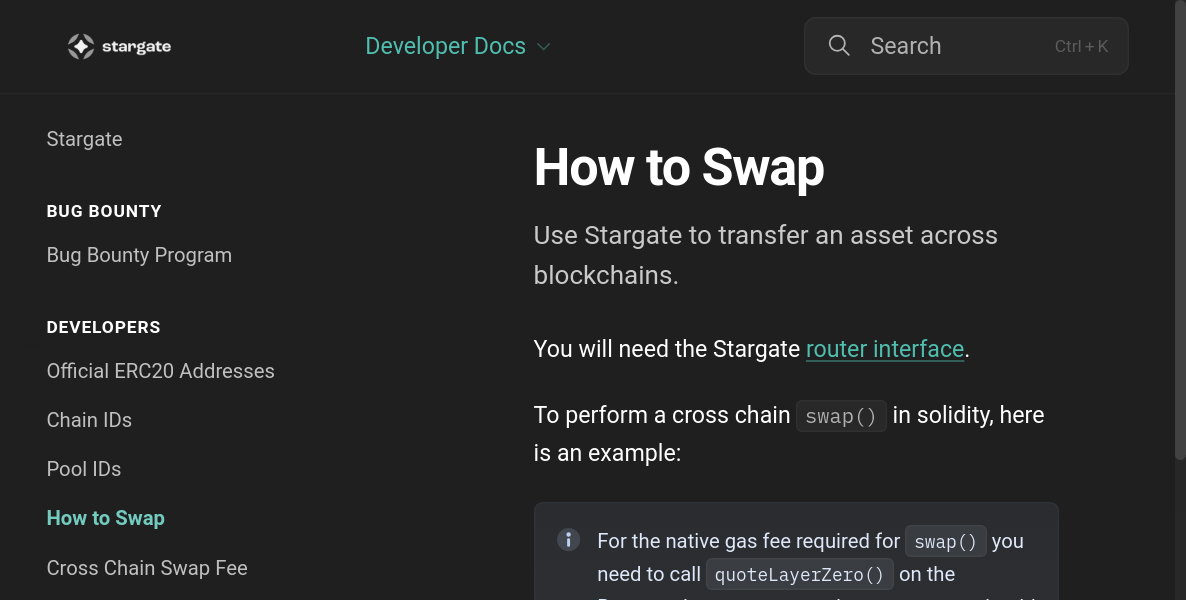 stargate
Developer Docs
Search
Ctrl + K
Stargate
BUG BOUNTY
Bug Bounty Program
DEVELOPERS
Official ERC20 Addresses
Chain IDs
Pool IDs
How to Swap
Cross Chain Swap Fee
How to Swap
Use Stargate to transfer an asset across
blockchains.
You will need the Stargate router interface.
To perform a cross chain swap() in solidity, here
is an example:
For the native gas fee required for swap() you
need to call quoteLayerZero() on the